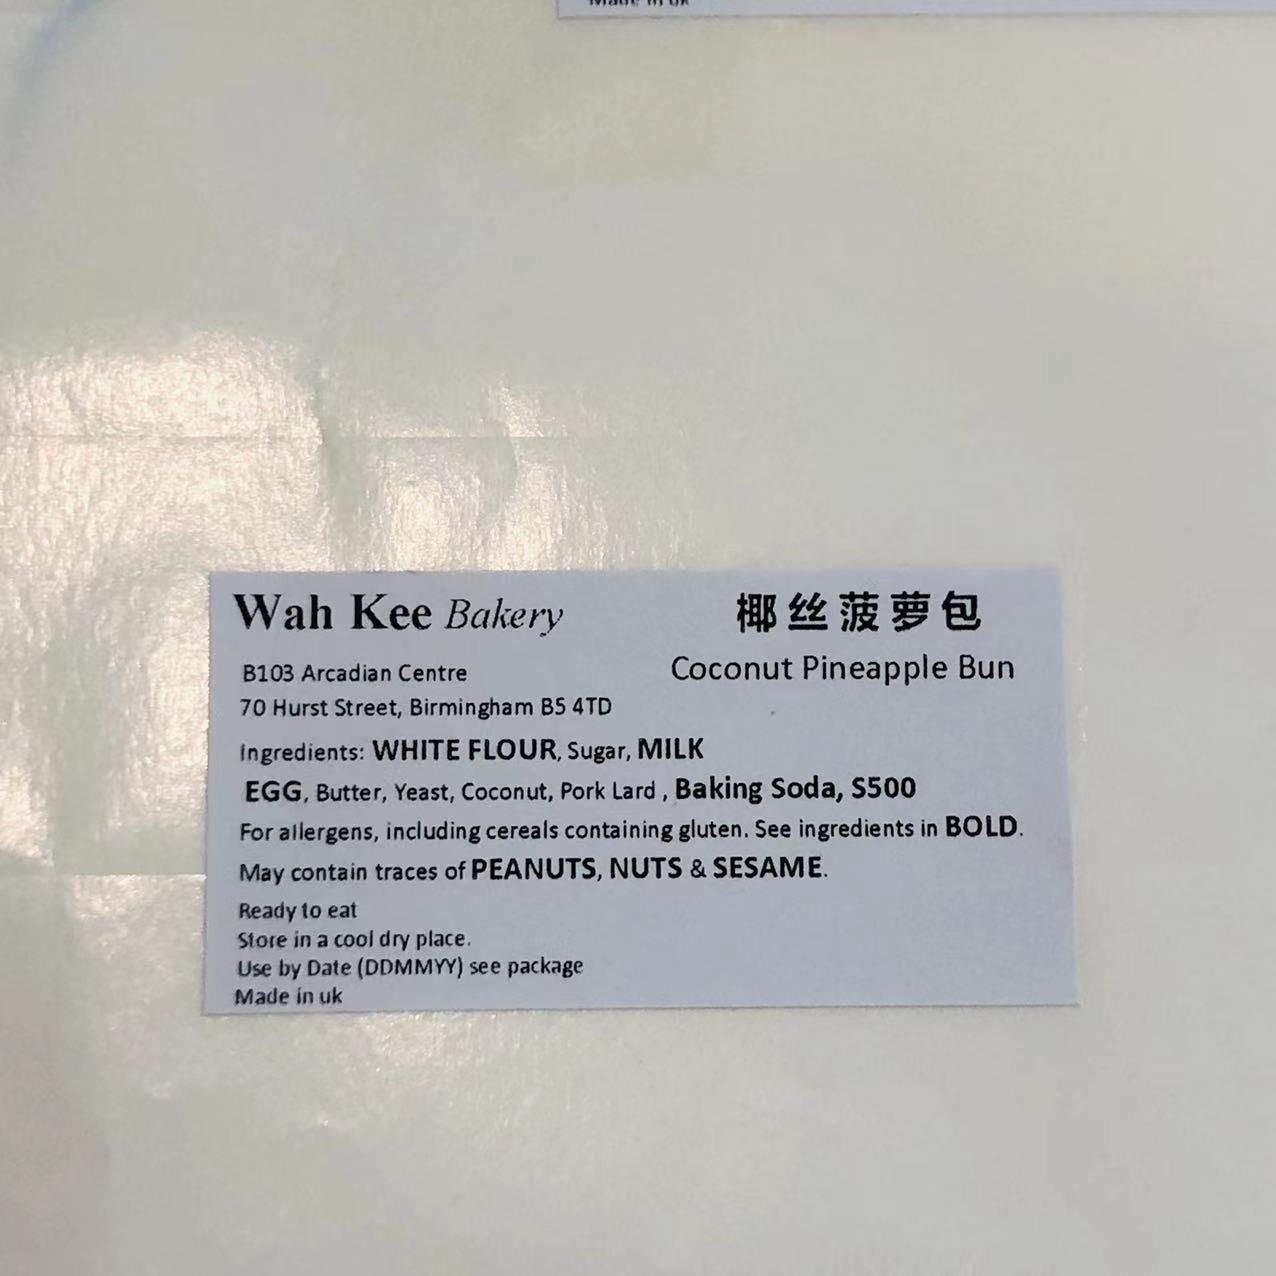 Made in uk
Wah Kee Bakery
椰丝菠萝包
B103 Arcadian Centre
Coconut Pineapple Bun
70 Hurst Street, Birmingham B5 4TD
Ingredients: WHITE FLOUR, Sugar, MILK
EGG, Butter, Yeast, Coconut, Pork Lard , Baking Soda, S500
For allergens, including cereals containing gluten. See ingredients in BOLD.
May contain traces of PEANUTS, NUTS & SESAME.
Ready to eat
Store in a cool dry place.
Use by Date (DDMMYY) see package
Made in uk